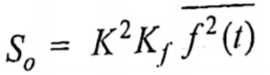 $S_o = K^2 K_f \overline{f^2(t)}$